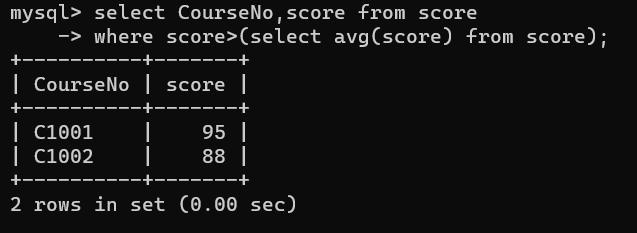 mysql> select CourseNo,score from score
    -> where score>(select avg(score) from score);
+----------+-------+
| CourseNo | score |
+----------+-------+
| C1001    |    95 |
| C1002    |    88 |
+----------+-------+
2 rows in set (0.00 sec)